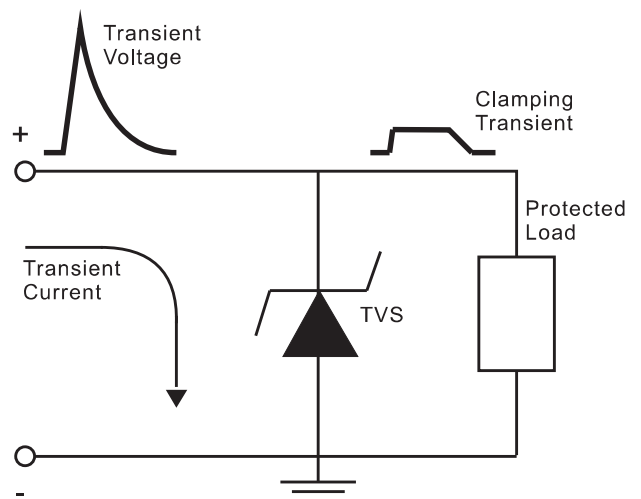 Transient
Voltage
Clamping
Transient
+
Protected
Load
Transient
Current
TVS
-